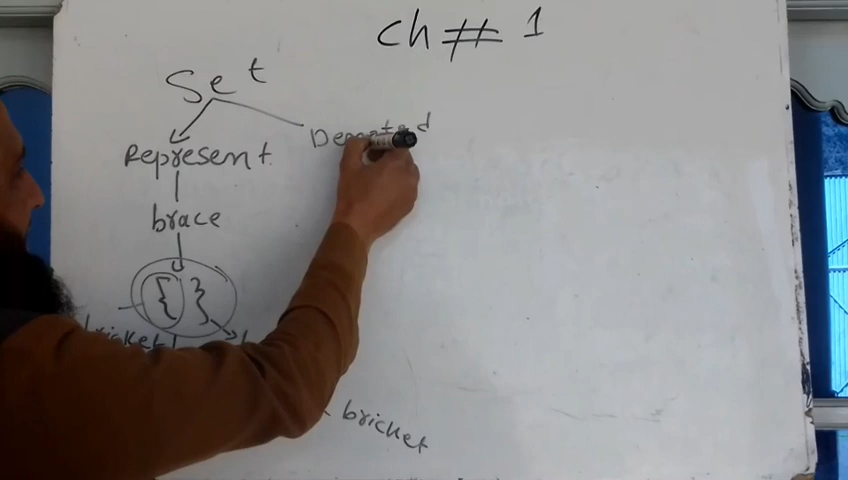 Ch # 1
Set
Represent
Denoted
brace
{ }
bricket
bricket